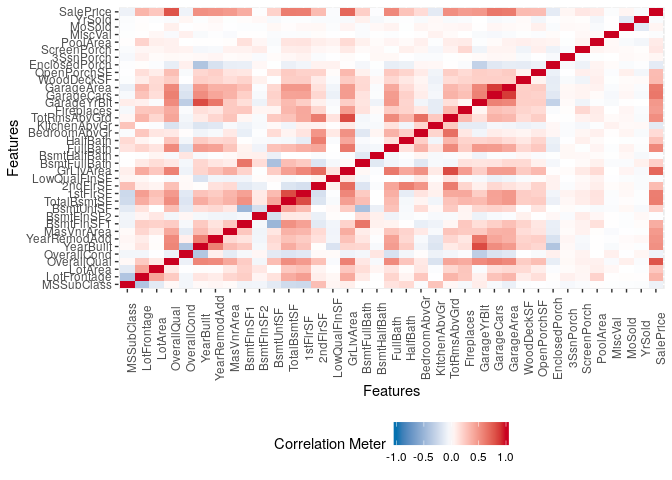 Features
SalePrice
YrSold
MoSold
MiscVal
PoolArea
ScreenPorch
3SsnPorch
EnclosedPorch
OpenPorchSF
WoodDeckSF
GarageArea
GarageCars
GarageYrBlt
Fireplaces
TotRmsAbvGrd
KitchenAbvGr
BedroomAbvGr
HalfBath
FullBath
BsmtHalfBath
BsmtFullBath
GrLivArea
LowQualFinSF
2ndFlrSF
1stFlrSF
TotalBsmtSF
BsmtUnfSF
BsmtFinSF2
BsmtFinSF1
MasVnrArea
YearRemodAdd
YearBuilt
OverallCond
OverallQual
LotArea
LotFrontage
MSSubClass
MSSubClass
LotFrontage
LotArea
OverallQual
OverallCond
YearBuilt
YearRemodAdd
MasVnrArea
BsmtFinSF1
BsmtFinSF2
BsmtUnfSF
TotalBsmtSF
1stFlrSF
2ndFlrSF
LowQualFinSF
GrLivArea
BsmtFullBath
BsmtHalfBath
FullBath
HalfBath
BedroomAbvGr
KitchenAbvGr
TotRmsAbvGrd
Fireplaces
GarageYrBlt
GarageCars
GarageArea
WoodDeckSF
OpenPorchSF
EnclosedPorch
3SsnPorch
ScreenPorch
PoolArea
MiscVal
MoSold
YrSold
SalePrice
Features
Correlation Meter
-1.0 -0.5 0.0 0.5 1.0